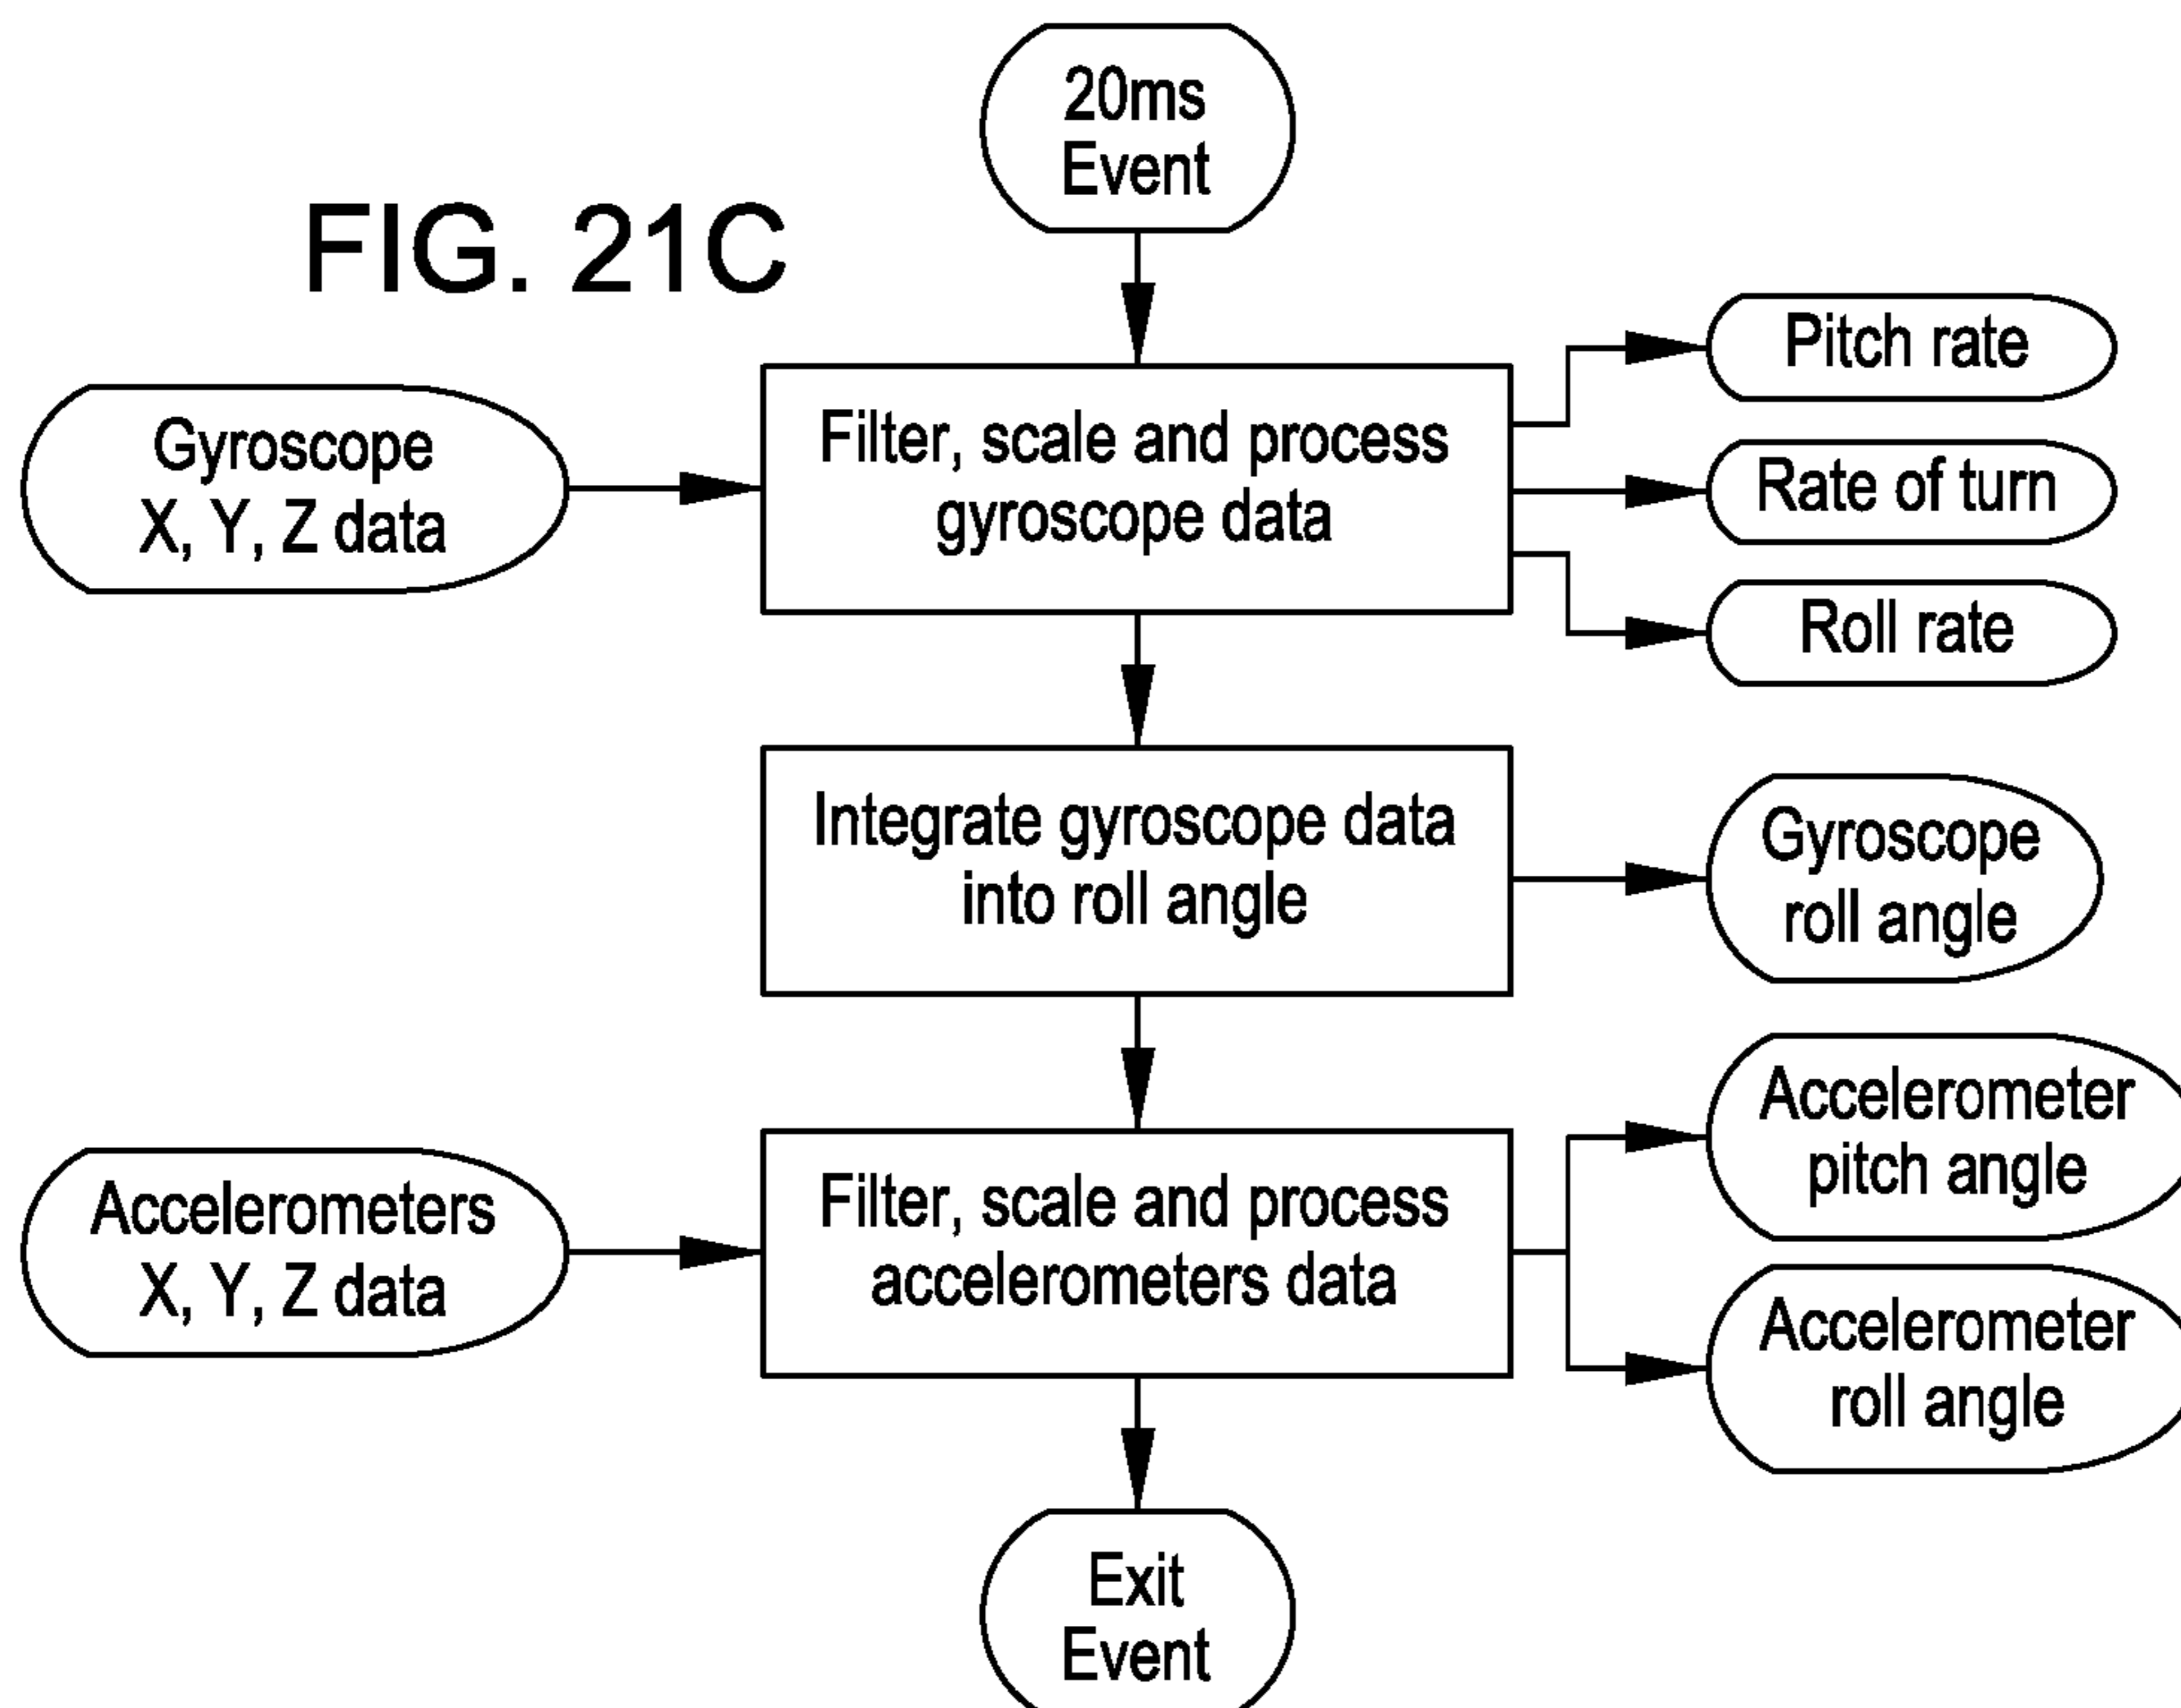 20ms
Event
FIG. 21C
Pitch rate
Gyroscope
X, Y, Z data
Filter, scale and process
gyroscope data
Rate of turn
Roll rate
Integrate gyroscope data
into roll angle
Gyroscope
roll angle
Accelerometers
X, Y, Z data
Filter, scale and process
accelerometers data
Accelerometer
pitch angle
Accelerometer
roll angle
Exit
Event